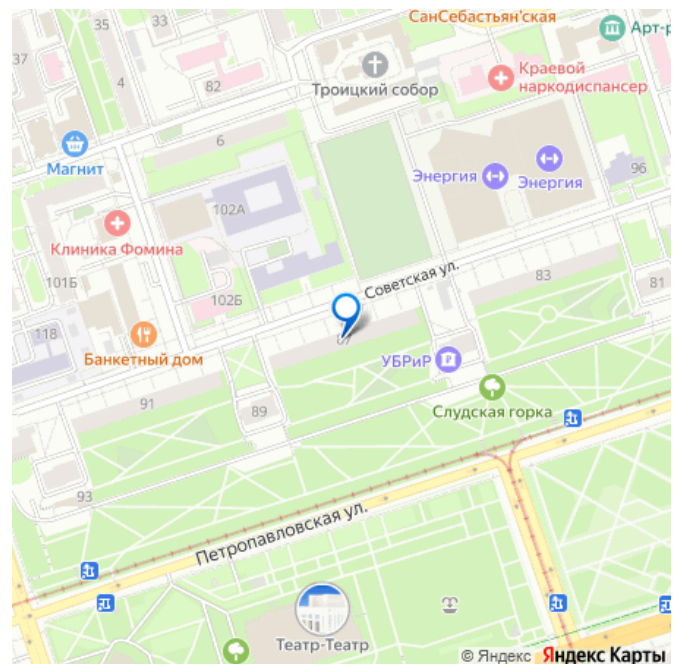 СанСебастьян'ская
35
33
37
4
82
Троицкий собор
Краевой
наркодиспансер
Магнит
6
Энергия
Энергия
96
102А
Клиника Фомина
101Б
102Б
Советская ул.
83
81
118
Банкетный дом
УБРиР
91
89
Слудская горка
93
Петропавловская ул.
Театр-Театр
© Яндекс Яндекс Карты